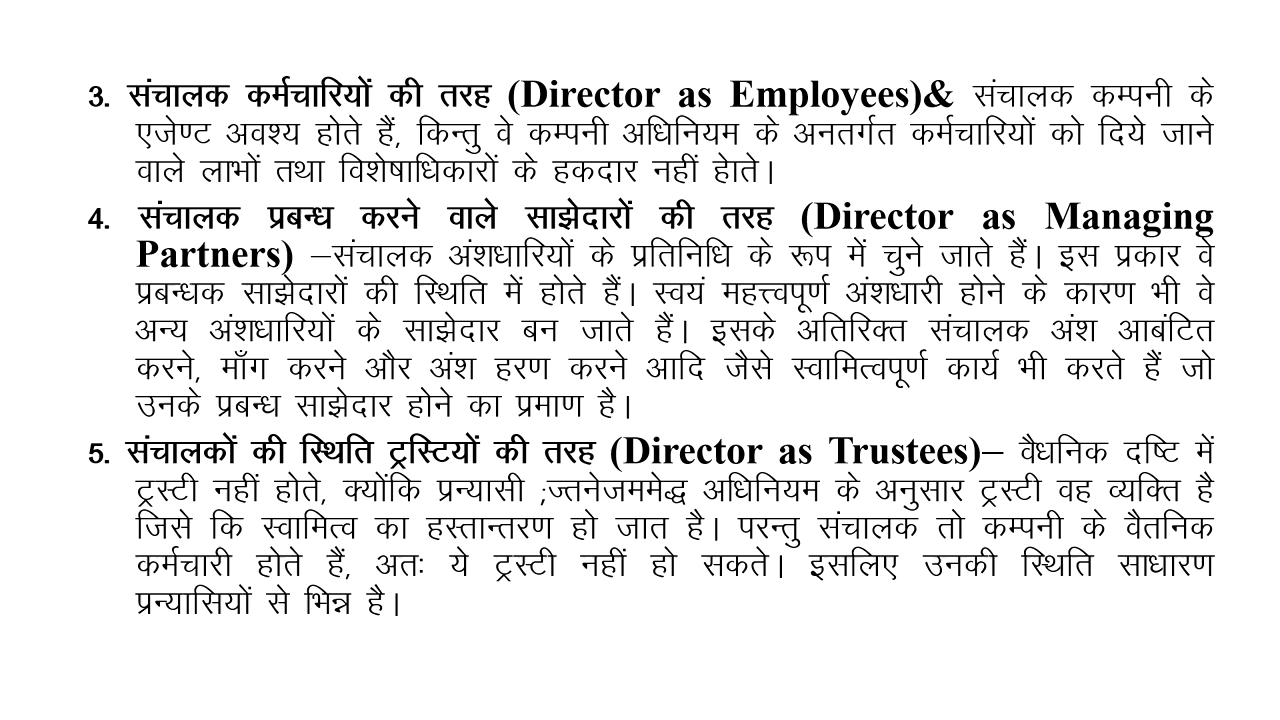 3. संचालक कर्मचारियों की तरह (Director as Employees)& संचालक कम्पनी के
एजेण्ट अवश्य होते हैं, किन्तु वे कम्पनी अधिनियम के अनतर्गत कर्मचारियों को दिये जाने
वाले लाभों तथा विशेषाधिकारों के हकदार नहीं हेाते।
4. संचालक प्रबन्ध करने वाले साझेदारों की तरह (Director as Managing
Partners) –संचालक अंशधारियों के प्रतिनिधि के रूप में चुने जाते हैं। इस प्रकार वे
प्रबन्धक साझेदारों की स्थिति में होते हैं। स्वयं महत्त्वपूर्ण अंशधारी होने के कारण भी वे
अन्य अंशधारियों के साझेदार बन जाते हैं। इसके अतिरिक्त संचालक अंश आबंटित
करने, माँग करने और अंश हरण करने आदि जैसे स्वामित्वपूर्ण कार्य भी करते हैं जो
उनके प्रबन्ध साझेदार होने का प्रमाण है।
5. संचालकों की स्थिति ट्रस्टियों की तरह (Director as Trustees)– वैधनिक दष्टि में
ट्रस्टी नहीं होते, क्योंकि प्रन्यासी ;ज्तनेजममेद्ध अधिनियम के अनुसार ट्रस्टी वह व्यक्ति है
जिसे कि स्वामित्व का हस्तान्तरण हो जात है। परन्तु संचालक तो कम्पनी के वैतनिक
कर्मचारी होते हैं, अतः ये ट्रस्टी नहीं हो सकते। इसलिए उनकी स्थिति साधारण
प्रन्यासियों से भिन्न है।